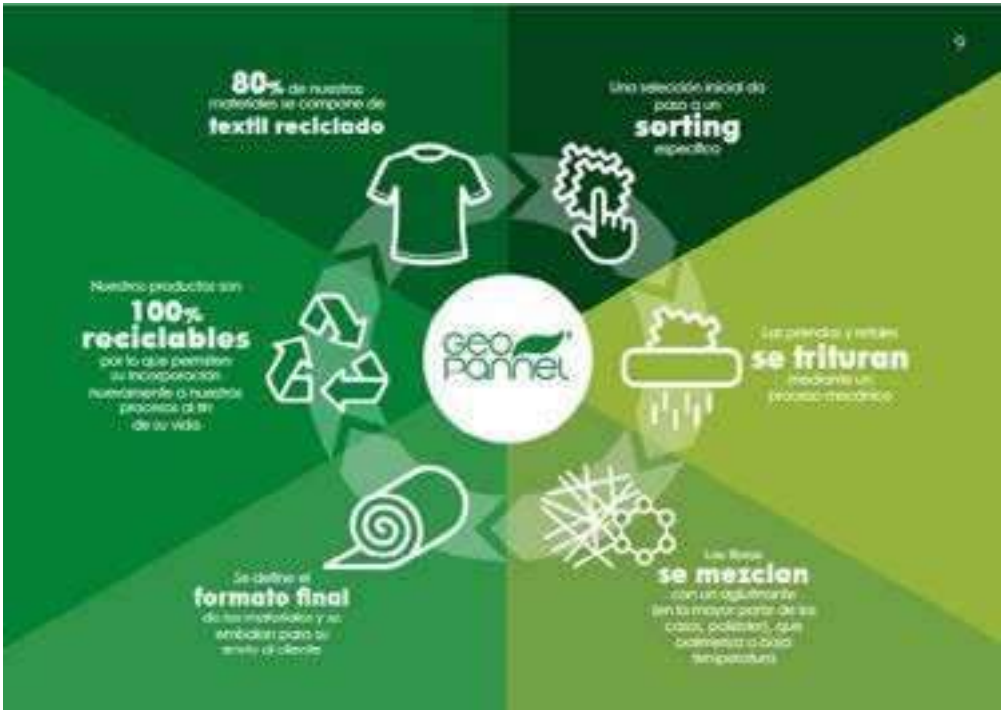 9
80% de nuestros
materiales se compone de
textil reciclado
Una selección inicial da
paso a un
sorting
específico
Las prendas y retales
se trituran
mediante un
proceso mecánico
Las fibras
se mezclan
con un aglutinante
(en la mayor parte de los
casos, poliéster), que
polimeriza a baja
temperatura
Se define el
formato final
de los materiales y se
embalan para su
envío al cliente
Nuestros productos son
100%
reciclables
por lo que permiten
su incorporación
nuevamente a nuestros
procesos al fin
de su vida
GEO
PANNEL